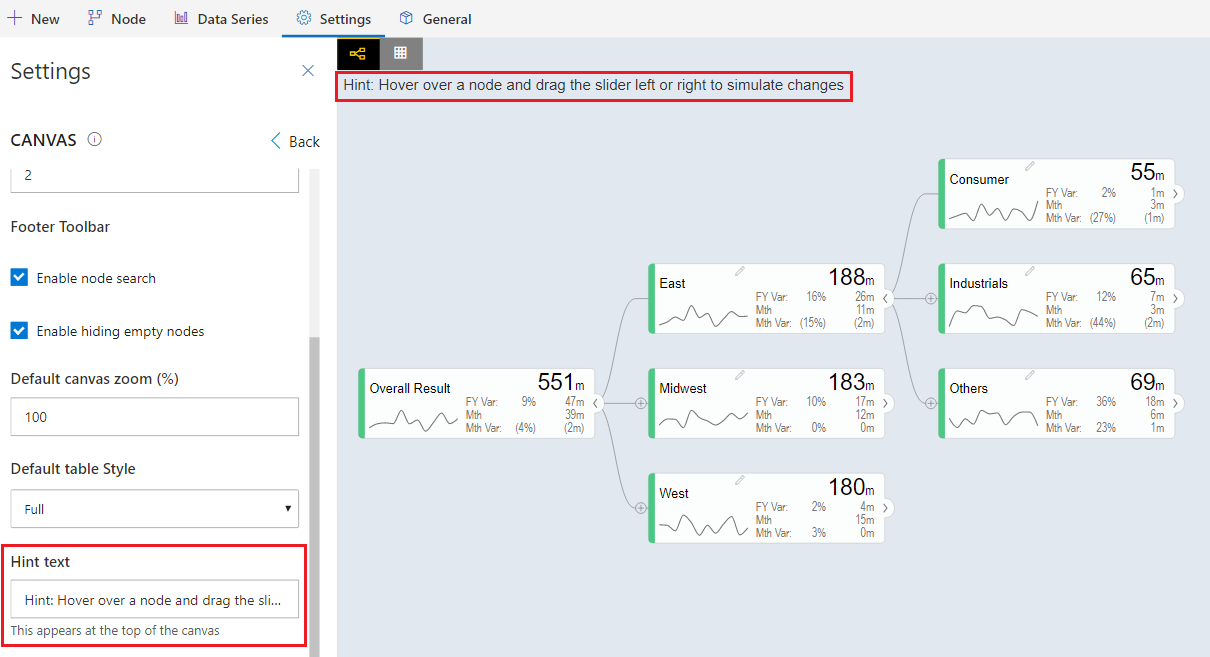 New Node Data Series Settings General
Settings
CANVAS
Back
2
Footer Toolbar
Enable node search
Enable hiding empty nodes
Default canvas zoom (%)
100
Default table Style
Full
Hint text
Hint: Hover over a node and drag the sli...
This appears at the top of the canvas
Hint: Hover over a node and drag the slider left or right to simulate changes
Overall Result 551m
FY Var: 9% 47m
Mth 39m
Mth Var: (4%) (2m)
East 188m
FY Var: 16% 26m
Mth 11m
Mth Var: (15%) (2m)
Midwest 183m
FY Var: 10% 17m
Mth 12m
Mth Var: 0% 0m
West 180m
FY Var: 2% 4m
Mth 15m
Mth Var: 3% 0m
Consumer 55m
FY Var: 2% 1m
Mth 3m
Mth Var: (27%) (1m)
Industrials 65m
FY Var: 12% 7m
Mth 3m
Mth Var: (44%) (2m)
Others 69m
FY Var: 36% 18m
Mth 6m
Mth Var: 23% 1m